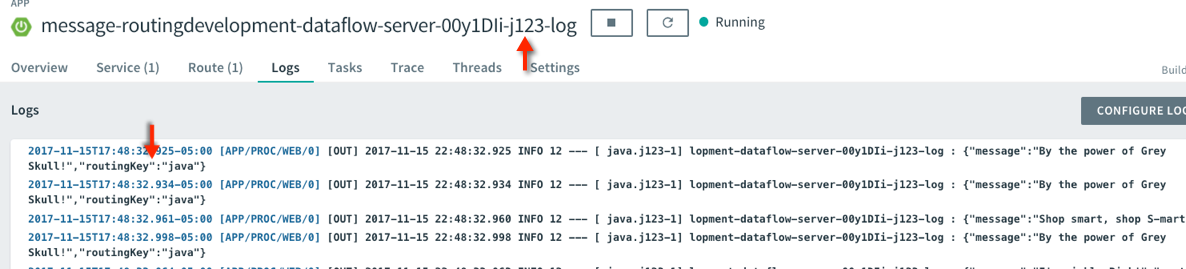 APP
message-routingdevelopment-dataflow-server-00y1DIi-j123-log
Running
Overview Service (1) Route (1) Logs Tasks Trace Threads Settings
Build
Logs
CONFIGURE LOG
2017-11-15T17:48:32.925-05:00 [APP/PROC/WEB/0] [OUT] 2017-11-15 22:48:32.925 INFO 12 --- [ java.j123-1] lopment-dataflow-server-00y1DIi-j123-log : {"message":"By the power of Grey
Skull!","routingKey":"java"}
2017-11-15T17:48:32.934-05:00 [APP/PROC/WEB/0] [OUT] 2017-11-15 22:48:32.934 INFO 12 --- [ java.j123-1] lopment-dataflow-server-00y1DIi-j123-log : {"message":"By the power of Grey
Skull!","routingKey":"java"}
2017-11-15T17:48:32.961-05:00 [APP/PROC/WEB/0] [OUT] 2017-11-15 22:48:32.960 INFO 12 --- [ java.j123-1] lopment-dataflow-server-00y1DIi-j123-log : {"message":"Shop smart, shop S-mart
2017-11-15T17:48:32.998-05:00 [APP/PROC/WEB/0] [OUT] 2017-11-15 22:48:32.998 INFO 12 --- [ java.j123-1] lopment-dataflow-server-00y1DIi-j123-log : {"message":"By the power of Grey
Skull!","routingKey":"java"}